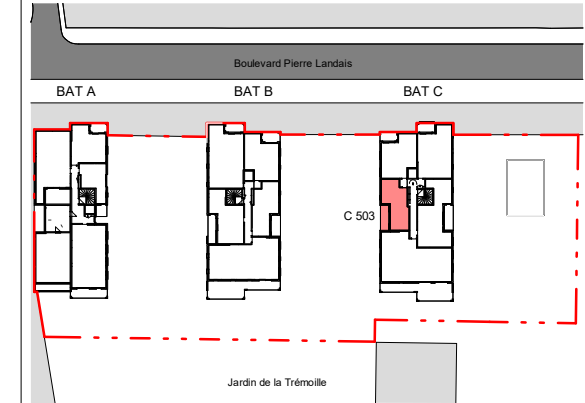 Boulevard Pierre Landais
BAT A
BAT B
BAT C
C 503
Jardin de la Trémoille